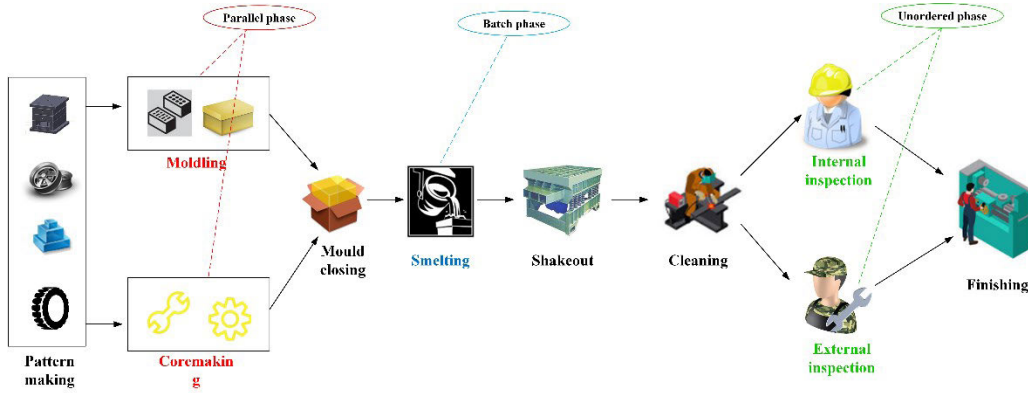 Parallel phase
Batch phase
Unordered phase
Moldling
Internal
inspection
Mould
closing
Smelting
Shakeout
Cleaning
Finishing
Pattern
making
Coremakin
g
External
inspection